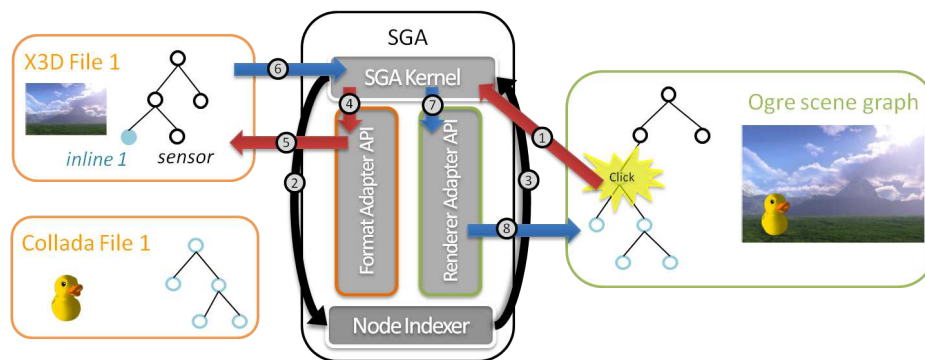 SGA
X3D File 1
6
SGA Kernel
4
7
Ogre scene graph
5
1
inline 1
sensor
2
3
Click
Format Adapter API
Renderer Adapter API
8
Collada File 1
Node Indexer